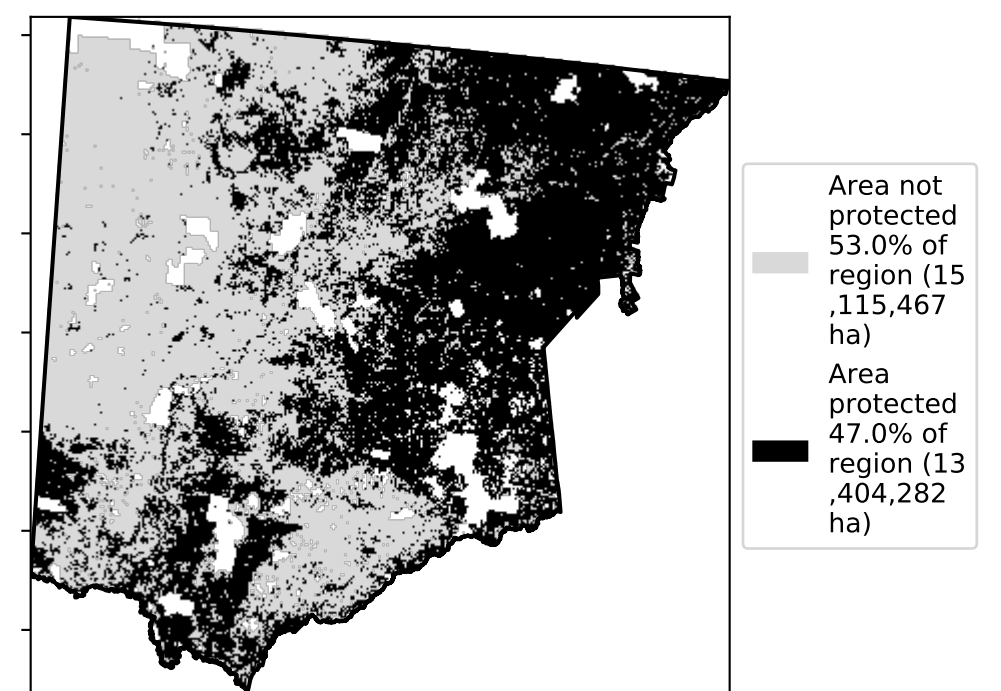 Area not
protected
53.0% of
region (15
,115,467
ha)
Area
protected
47.0% of
region (13
,404,282
ha)